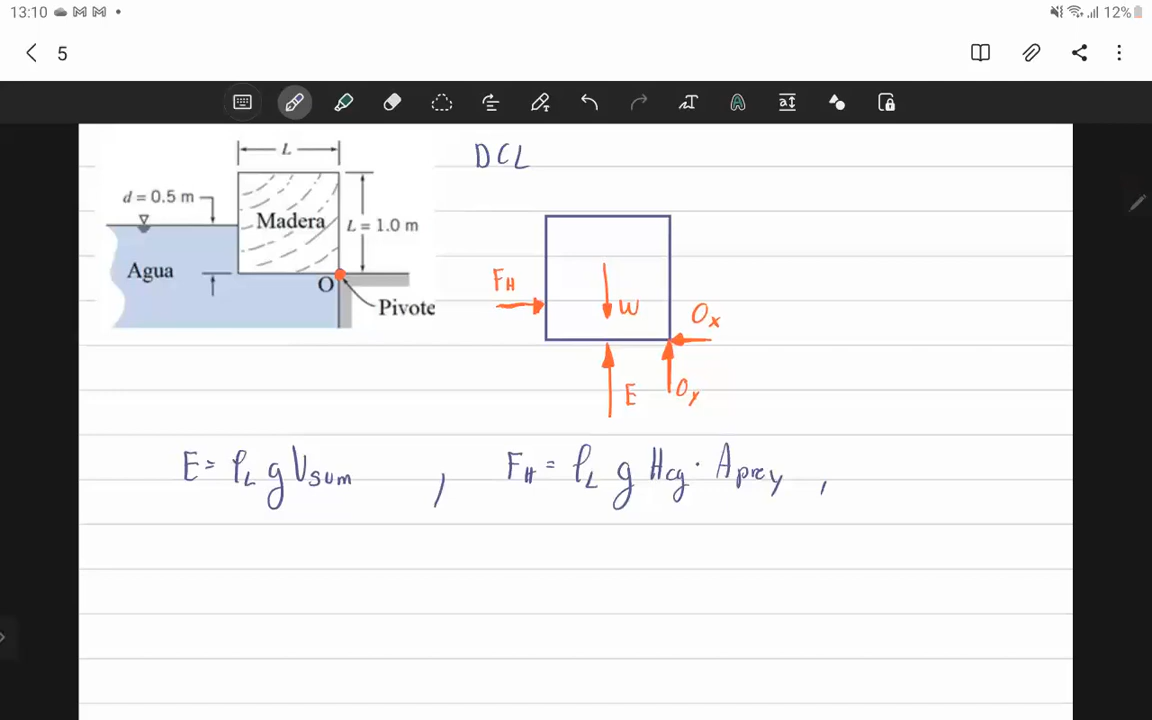 13:10
12%
5
L
DCL
d = 0.5 m
Madera
L = 1.0 m
Agua
O
Pivote
FH
W
Ox
E
Oy
E = ρL g Vsum , FH = ρL g Hcg · Aproy ,